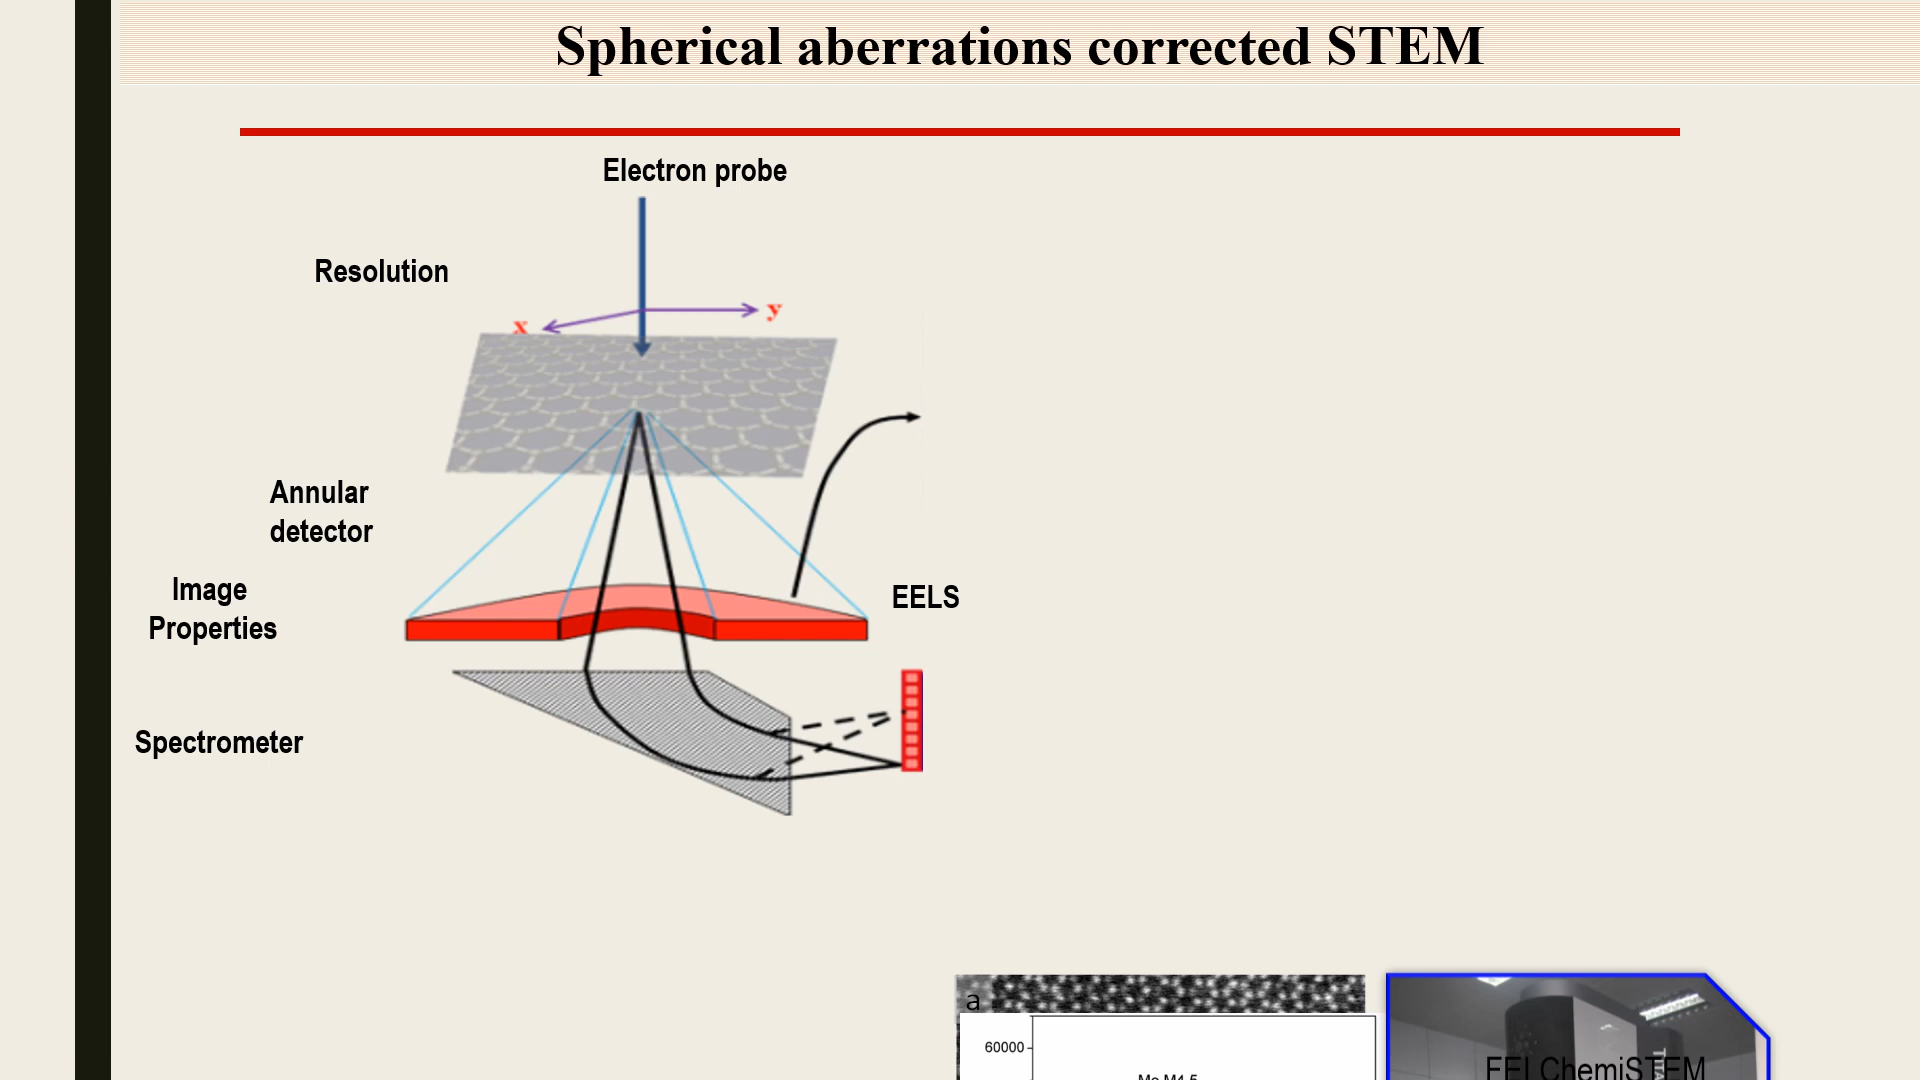 Spherical aberrations corrected STEM
Electron probe
Resolution
x
y
Annular
detector
Image
Properties
EELS
Spectrometer
a
60000
FEI ChemiSTEM